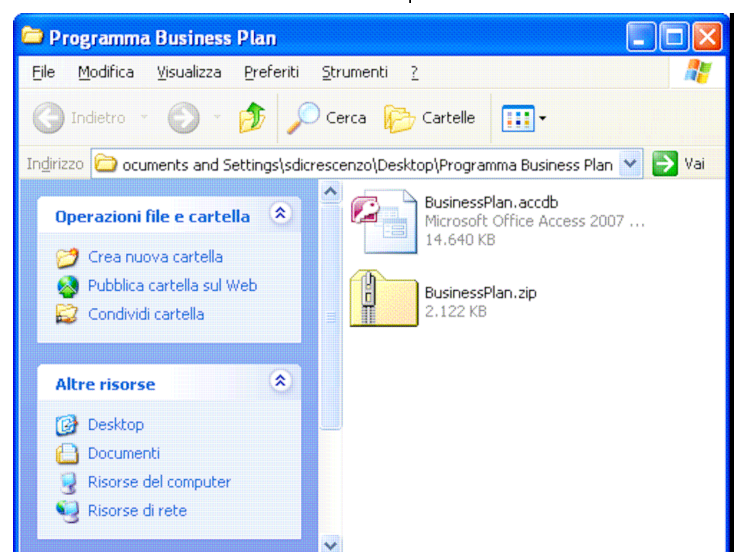 Programma Business Plan
File Modifica Visualizza Preferiti Strumenti ?
Indietro Cerca Cartelle
Indirizzo ocuments and Settings\sdicrescenzo\Desktop\Programma Business Plan Vai
Operazioni file e cartella
Crea nuova cartella
Pubblica cartella sul Web
Condividi cartella
Altre risorse
Desktop
Documenti
Risorse del computer
Risorse di rete
BusinessPlan.accdb
Microsoft Office Access 2007 ...
14.640 KB
BusinessPlan.zip
2.122 KB